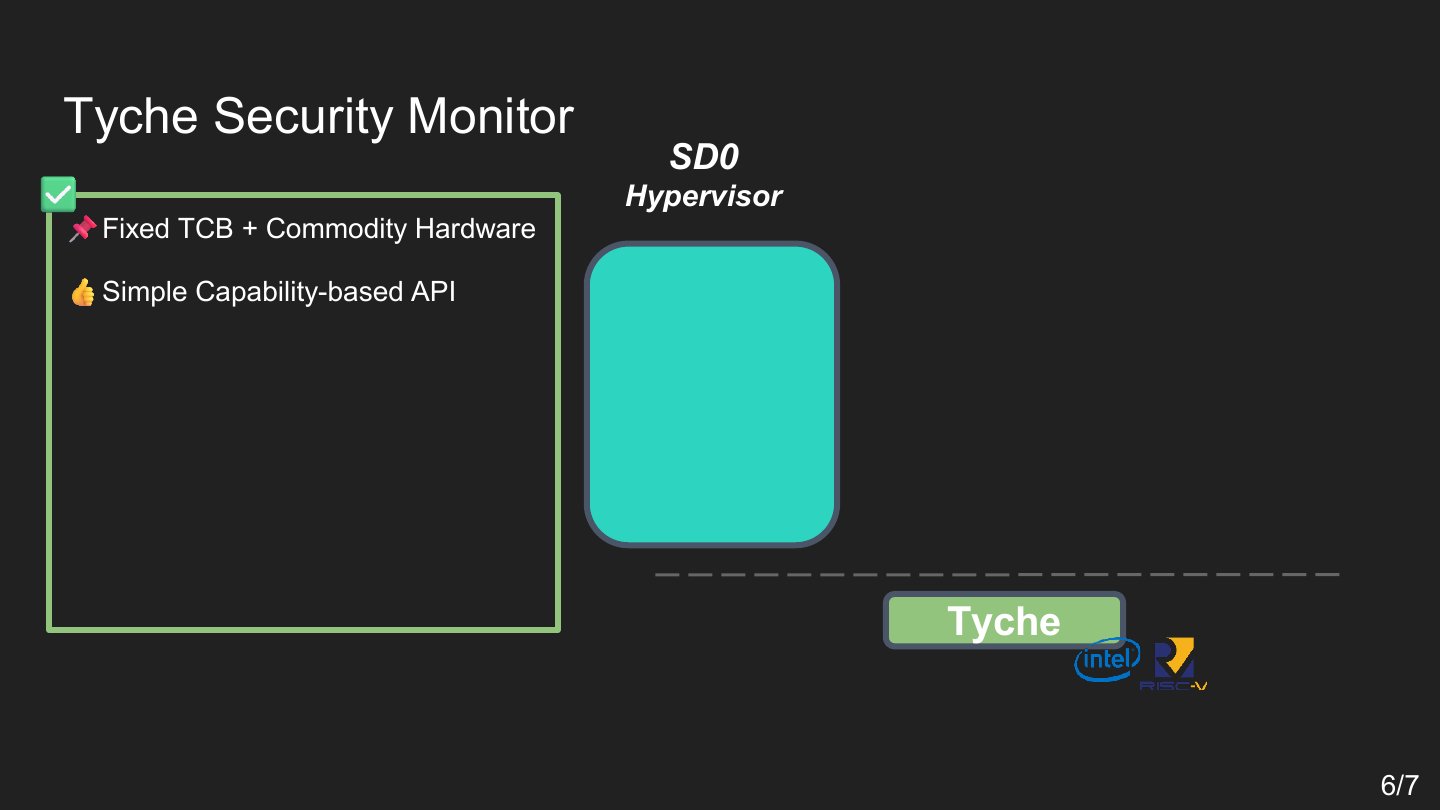 Tyche Security Monitor
SD0
Hypervisor
Fixed TCB + Commodity Hardware
Simple Capability-based API
Tyche
intel
RISC-V
6/7